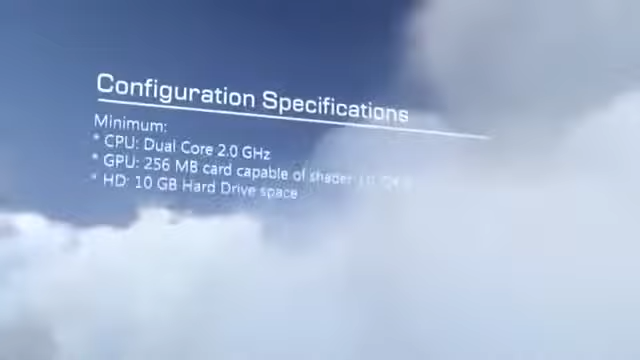 Configuration Specifications
Minimum:
* CPU: Dual Core 2.0 GHz
* GPU: 256 MB card capable of shader
* HD: 10 GB Hard Drive space